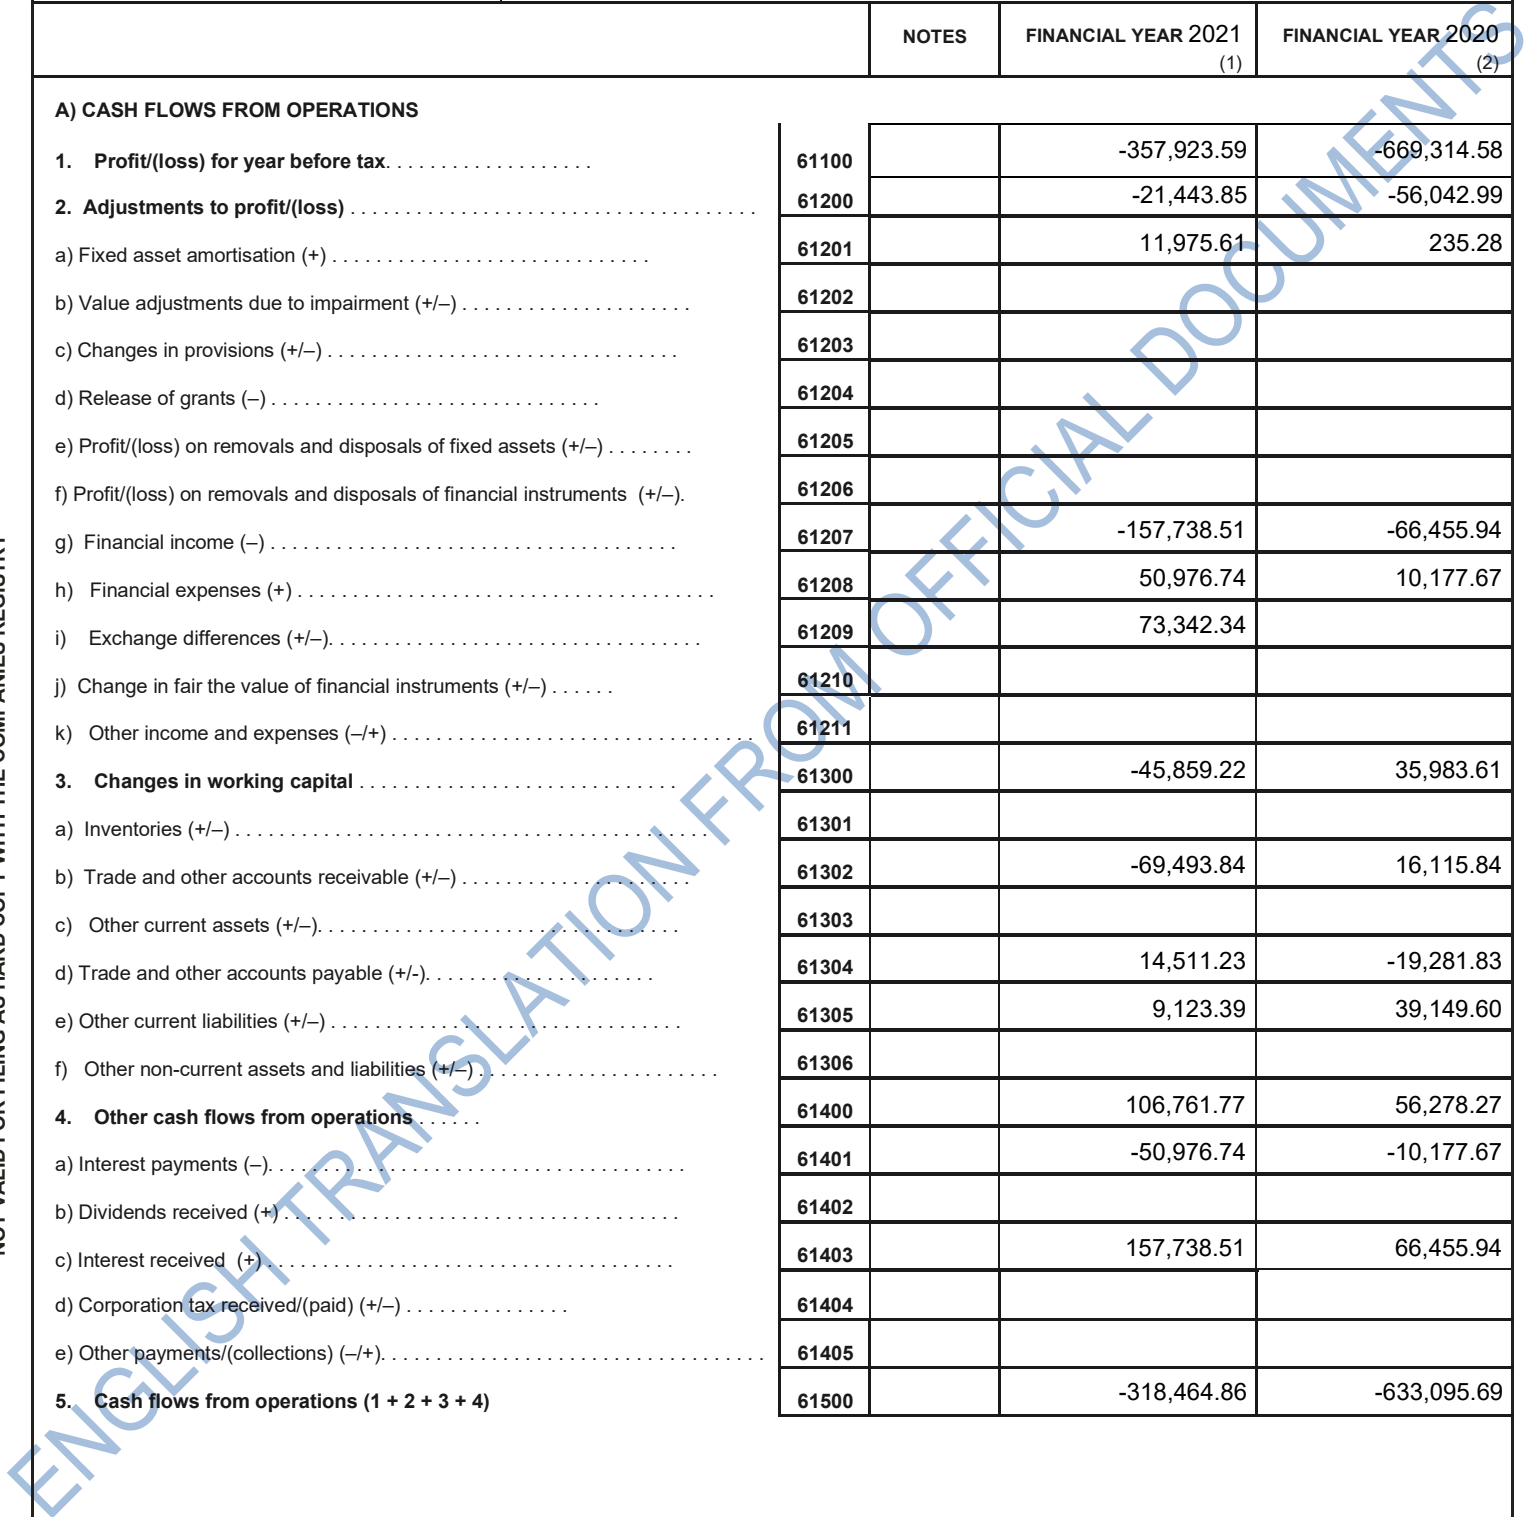 NOTES FINANCIAL YEAR 2021 FINANCIAL YEAR 2020
(1) (2)
A) CASH FLOWS FROM OPERATIONS
1. Profit/(loss) for year before tax. . . . . . . . . . . . . . . . . . . 61100 -357,923.59 -669,314.58
2. Adjustments to profit/(loss) . . . . . . . . . . . . . . . . . . . . . . . . . . . . . . . . . . . . . 61200 -21,443.85 -56,042.99
a) Fixed asset amortisation (+) . . . . . . . . . . . . . . . . . . . . . . . . . . . . . 61201 11,975.61 235.28
b) Value adjustments due to impairment (+/–) . . . . . . . . . . . . . . . . . . . . . 61202
c) Changes in provisions (+/–) . . . . . . . . . . . . . . . . . . . . . . . . . . . . . . . . 61203
d) Release of grants (–) . . . . . . . . . . . . . . . . . . . . . . . . . . . . . . 61204
e) Profit/(loss) on removals and disposals of fixed assets (+/–) . . . . . . . . 61205
f) Profit/(loss) on removals and disposals of financial instruments (+/–). 61206
g) Financial income (–) . . . . . . . . . . . . . . . . . . . . . . . . . . . . . . . . . . . . . 61207 -157,738.51 -66,455.94
h) Financial expenses (+) . . . . . . . . . . . . . . . . . . . . . . . . . . . . . . . . . . . . . . 61208 50,976.74 10,177.67
i) Exchange differences (+/–). . . . . . . . . . . . . . . . . . . . . . . . . . . . . . . . . . 61209 73,342.34
j) Change in fair the value of financial instruments (+/–) . . . . . . 61210
k) Other income and expenses (–/+) . . . . . . . . . . . . . . . . . . . . . . . . . . . . . . . . . 61211
3. Changes in working capital . . . . . . . . . . . . . . . . . . . . . . . . . . . . . 61300 -45,859.22 35,983.61
a) Inventories (+/–) . . . . . . . . . . . . . . . . . . . . . . . . . . . . . . . . . . . . . . . . . . . 61301
b) Trade and other accounts receivable (+/–) . . . . . . . . . . . . . . . . . . . . . 61302 -69,493.84 16,115.84
c) Other current assets (+/–). . . . . . . . . . . . . . . . . . . . . . . . . . . . . . . . . 61303
d) Trade and other accounts payable (+/-). . . . . . . . . . . . . . . . . . . . . 61304 14,511.23 -19,281.83
e) Other current liabilities (+/–) . . . . . . . . . . . . . . . . . . . . . . . . . . . . . . . . 61305 9,123.39 39,149.60
f) Other non-current assets and liabilities (+/–) . . . . . . . . . . . . . . . . . . . . . . 61306
4. Other cash flows from operations . . . . . . 61400 106,761.77 56,278.27
a) Interest payments (–). . . . . . . . . . . . . . . . . . . . . . . . . . . . . . . . . . . . . . 61401 -50,976.74 -10,177.67
b) Dividends received (+) . . . . . . . . . . . . . . . . . . . . . . . . . . . . . . . . . . . . 61402
c) Interest received (+) . . . . . . . . . . . . . . . . . . . . . . . . . . . . . . . . . . . . . 61403 157,738.51 66,455.94
d) Corporation tax received/(paid) (+/–) . . . . . . . . . . . . . . . 61404
e) Other payments/(collections) (–/+). . . . . . . . . . . . . . . . . . . . . . . . . . . . . . . . . . . 61405
5. Cash flows from operations (1 + 2 + 3 + 4) 61500 -318,464.86 -633,095.69
ENGLISH TRANSLATION FROM OFFICIAL DOCUMENTS